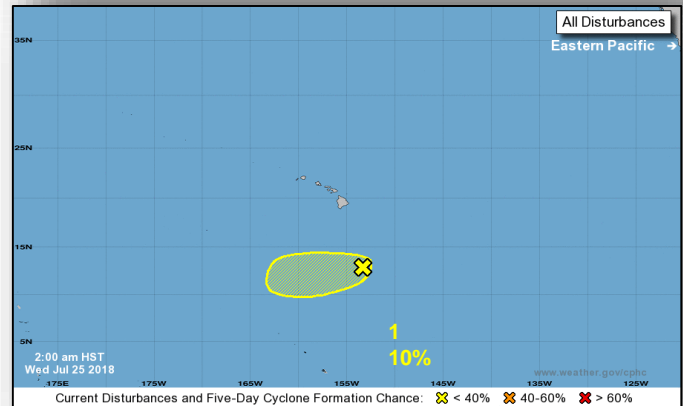 All Disturbances
Eastern Pacific →
35N
25N
15N
5N
1
10%
2:00 am HST
Wed Jul 25 2018
www.weather.gov/cphc
175E 175W 165W 155W 145W 135W 125W
Current Disturbances and Five-Day Cyclone Formation Chance: < 40% 40-60% > 60%